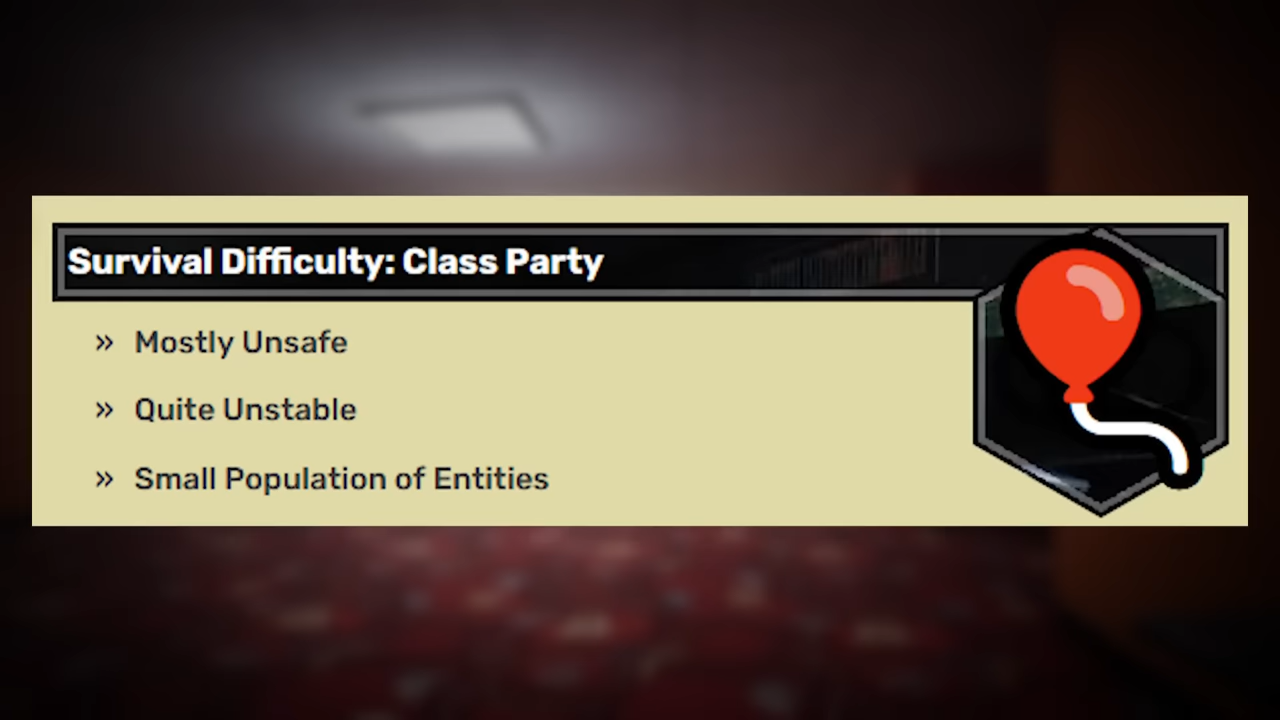 Survival Difficulty: Class Party
» Mostly Unsafe
» Quite Unstable
» Small Population of Entities